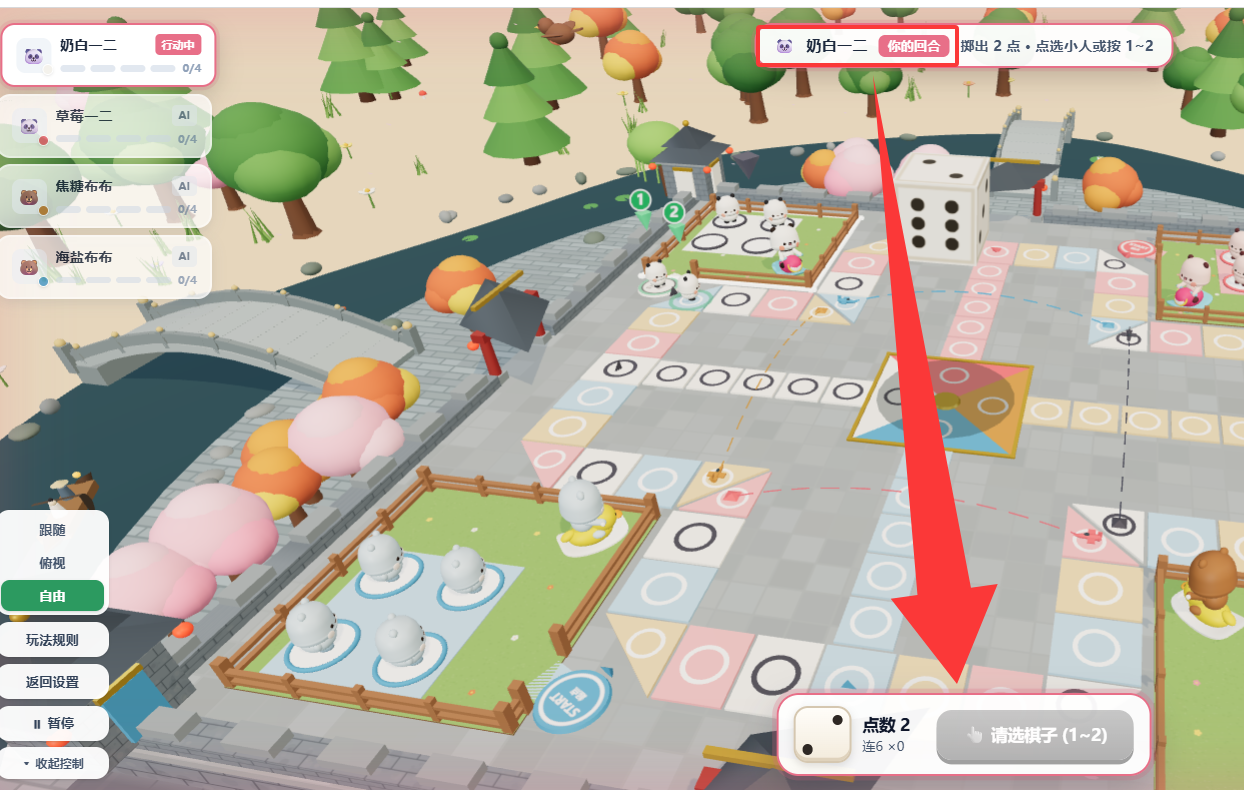 奶白一二 行动中
0/4
草莓一二 AI
0/4
焦糖布布 AI
0/4
海盐布布 AI
0/4
奶白一二 你的回合 掷出 2 点 • 点选小人或按 1~2
1
2
跟随
俯视
自由
玩法规则
返回设置
暂停
收起控制
START
点数 2
连6 ×0
请选棋子 (1~2)